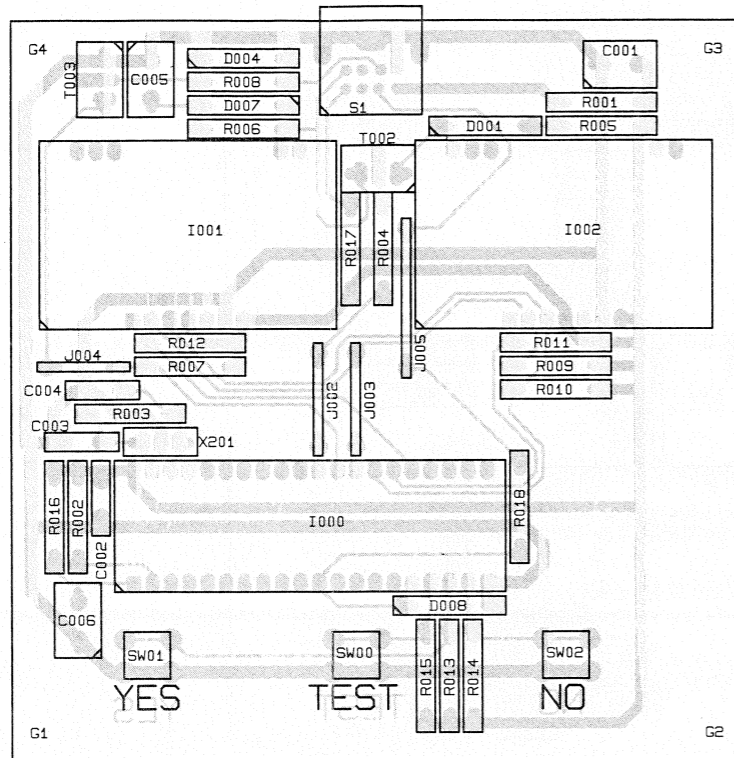 G4
T003
C005
D004
R008
D007
R006
S1
C001
G3
R001
D001
R005
T002
I001
R017
R004
I002
J005
R012
R007
J004
C004
R003
C003
X201
J002
J003
R011
R009
R010
R016
R002
C002
I000
R018
C006
D008
SW01
SW00
SW02
YES
TEST
NO
R015
R013
R014
G1
G2